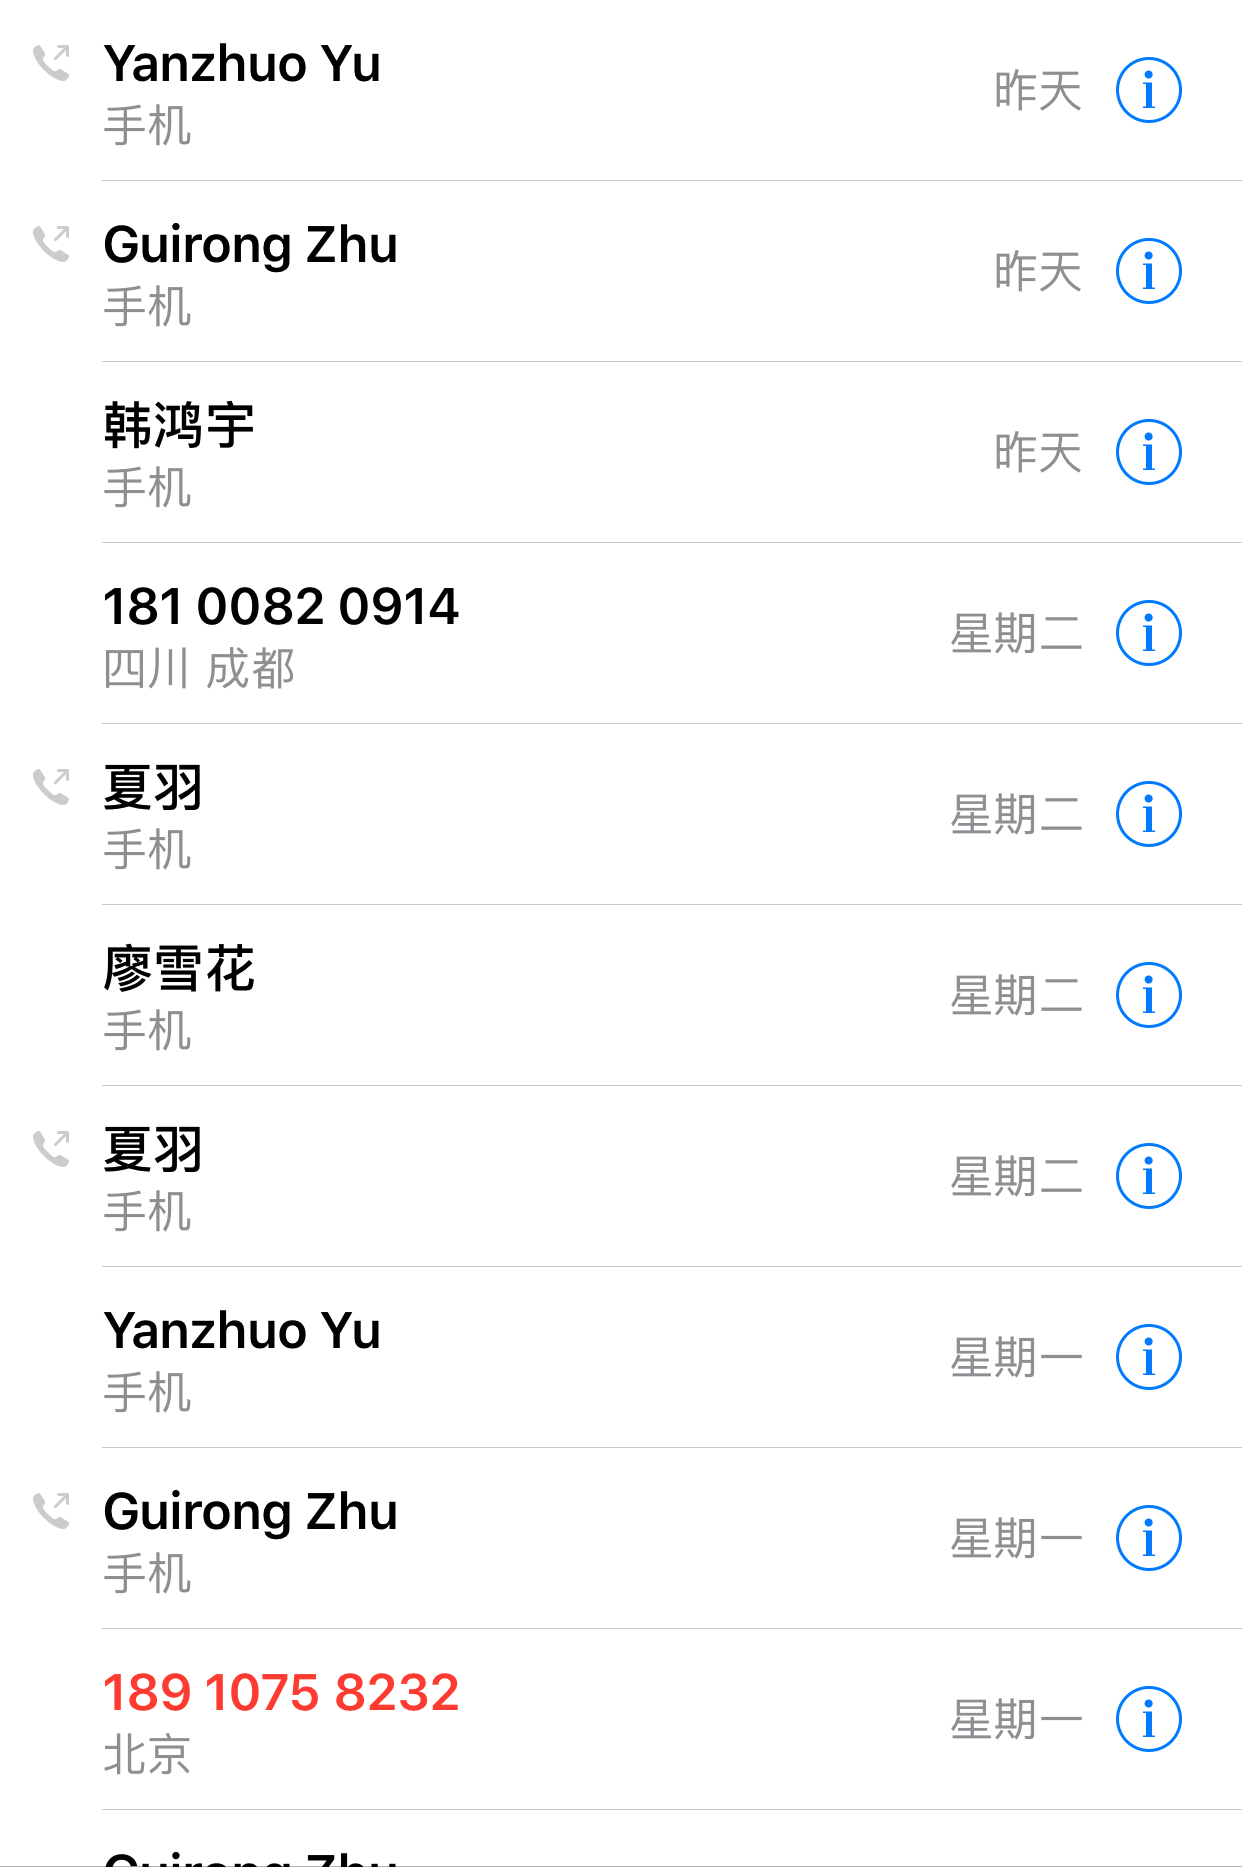 Yanzhuo Yu
手机
昨天
Guirong Zhu
手机
昨天
韩鸿宇
手机
昨天
181 0082 0914
四川 成都
星期二
夏羽
手机
星期二
廖雪花
手机
星期二
夏羽
手机
星期二
Yanzhuo Yu
手机
星期一
Guirong Zhu
手机
星期一
189 1075 8232
北京
星期一
Guirong Zhu